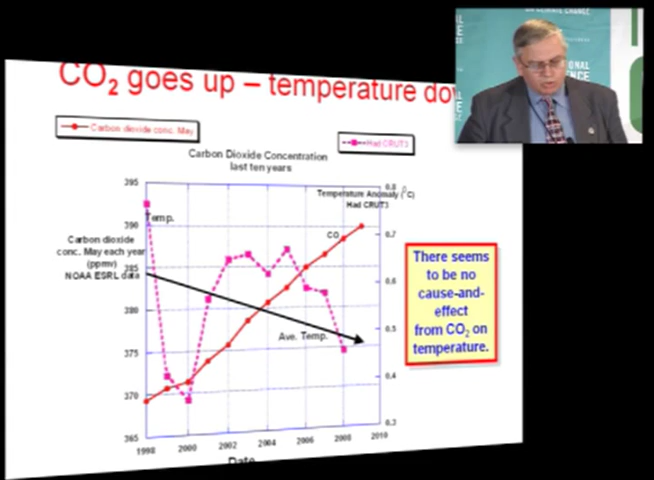 CO2 goes up – temperature do
Carbon dioxide conc. May
Had CRUT3
Carbon Dioxide Concentration
last ten years
Temperature Anomaly (°C)
Had CRUT3
Temp.
CO
Carbon dioxide
conc. May each year
(ppmv)
NOAA ESRL data
Ave. Temp.
395
390
385
380
375
370
365
0.8
0.7
0.6
0.5
0.4
0.3
1998
2000
2002
2004
2006
2008
2010
Date
There seems
to be no
cause-and-
effect
from CO2 on
temperature.